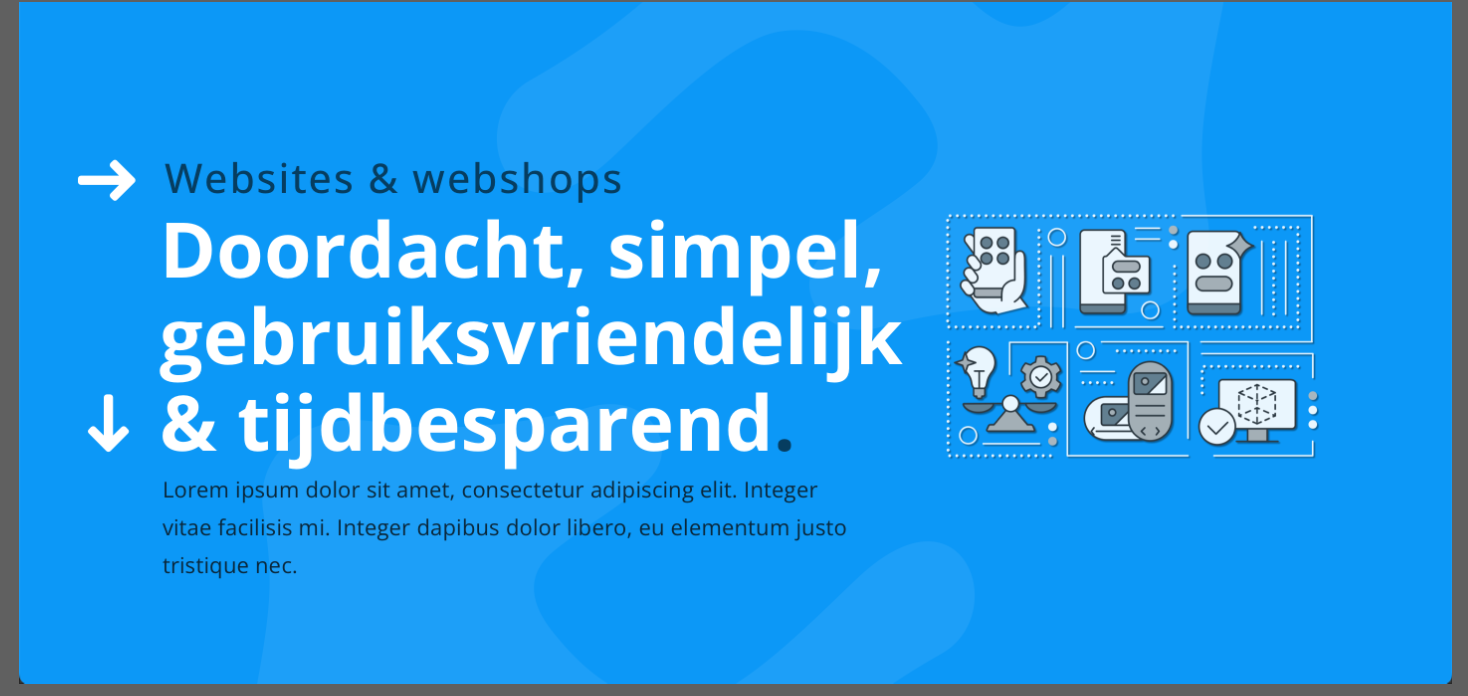 Websites & webshops
Doordacht, simpel,
gebruiksvriendelijk
& tijdbesparend.
Lorem ipsum dolor sit amet, consectetur adipiscing elit. Integer
vitae facilisis mi. Integer dapibus dolor libero, eu elementum justo
tristique nec.